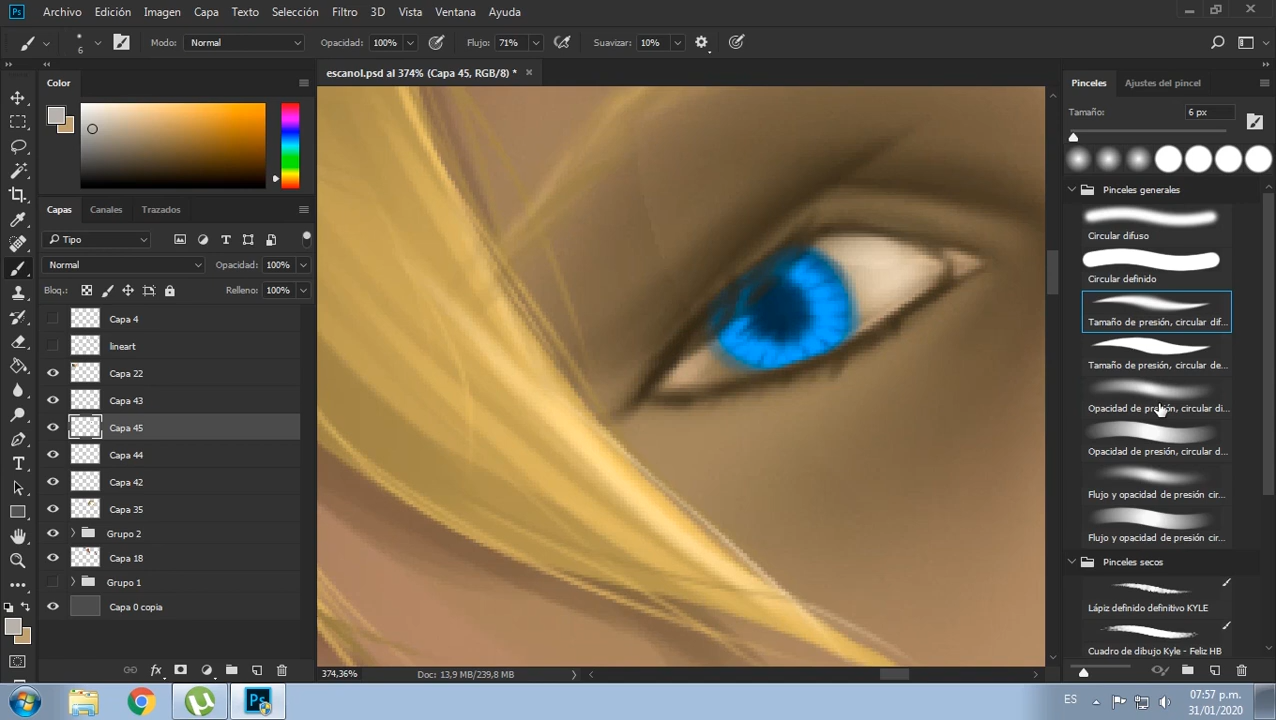 Ps Archivo Edición Imagen Capa Texto Selección Filtro 3D Vista Ventana Ayuda
6 Modo: Normal Opacidad: 100% Flujo: 71% Suavizar: 10%
Color
escanol.psd al 374% (Capa 45, RGB/8) *
Pinceles Ajustes del pincel
Tamaño: 6 px
Capas Canales Trazados
Tipo
Normal Opacidad: 100%
Bloq.: Relleno: 100%
Capa 4
lineart
Capa 22
Capa 43
Capa 45
Capa 44
Capa 42
Capa 35
Grupo 2
Capa 18
Grupo 1
Capa 0 copia
fx
Pinceles generales
Circular difuso
Circular definido
Tamaño de presión, circular dif...
Tamaño de presión, circular de...
Opacidad de presión, circular di...
Opacidad de presión, circular d...
Flujo y opacidad de presión cir...
Flujo y opacidad de presión cir...
Pinceles secos
Lápiz definido definitivo KYLE
Cuadro de dibujo Kyle - Feliz HB
374,36% Doc: 13,9 MB/239,8 MB
Ps
ES
07:57 p.m.
31/01/2020